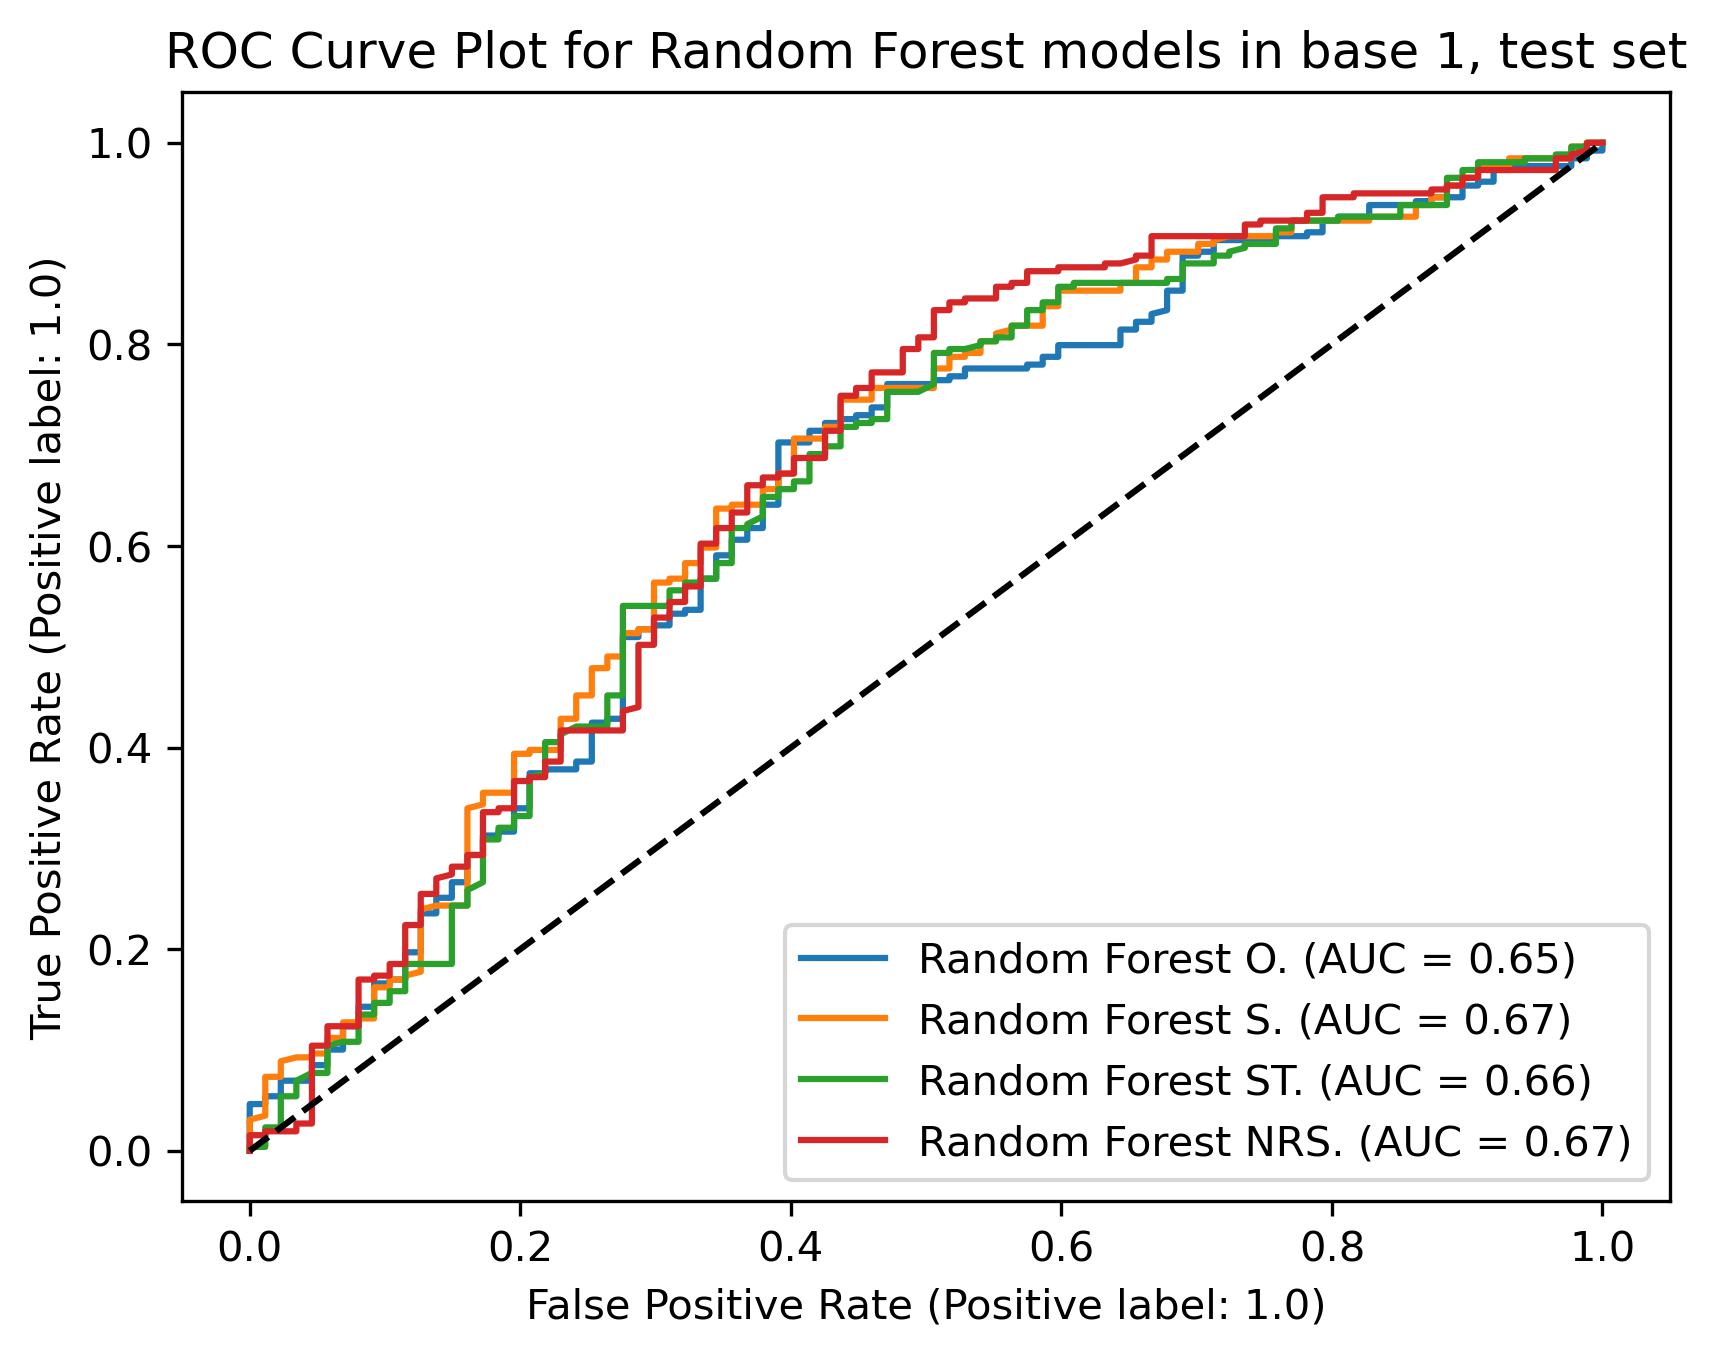 ROC Curve Plot for Random Forest models in base 1, test set
True Positive Rate (Positive label: 1.0)
1.0
0.8
0.6
0.4
0.2
0.0
Random Forest O. (AUC = 0.65)
Random Forest S. (AUC = 0.67)
Random Forest ST. (AUC = 0.66)
Random Forest NRS. (AUC = 0.67)
0.0 0.2 0.4 0.6 0.8 1.0
False Positive Rate (Positive label: 1.0)